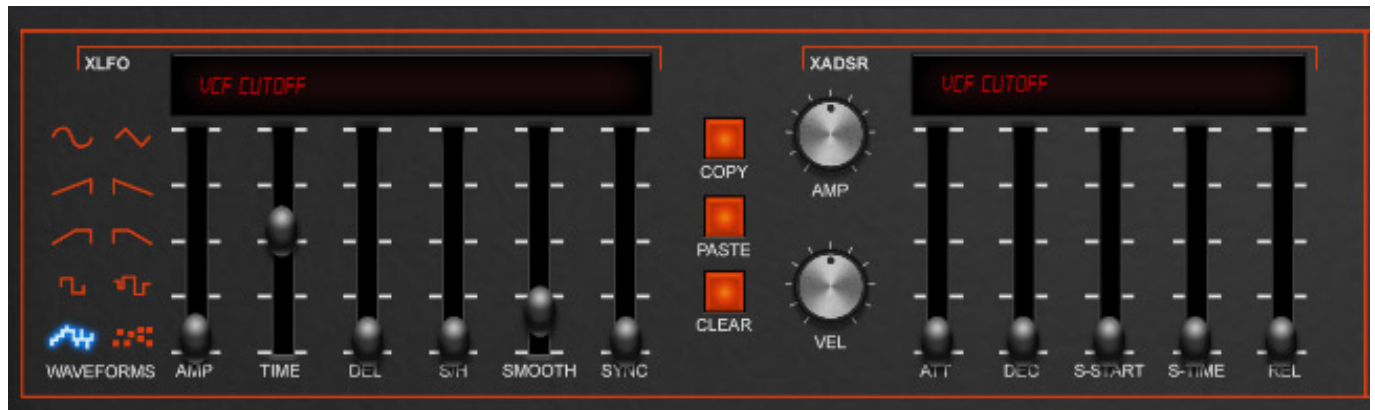 XLFO
VCF CUTOFF
WAVEFORMS AMP TIME DEL S/H SMOOTH SYNC
COPY
PASTE
CLEAR
XADSR
VCF CUTOFF
AMP
VEL
ATT DEC S-START S-TIME REL